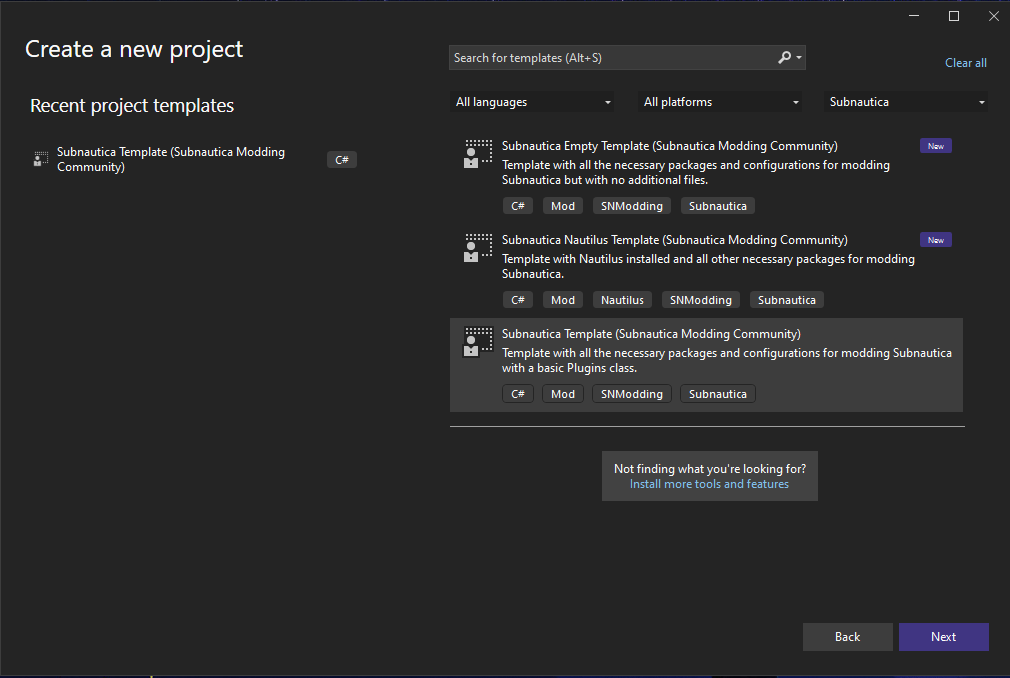 Create a new project
Search for templates (Alt+S)
Clear all
Recent project templates
All languages
All platforms
Subnautica
Subnautica Template (Subnautica Modding
Community)
C#
Subnautica Empty Template (Subnautica Modding Community)
New
Template with all the necessary packages and configurations for modding
Subnautica but with no additional files.
C# Mod SNModding Subnautica
Subnautica Nautilus Template (Subnautica Modding Community)
New
Template with Nautilus installed and all other necessary packages for modding
Subnautica.
C# Mod Nautilus SNModding Subnautica
Subnautica Template (Subnautica Modding Community)
Template with all the necessary packages and configurations for modding Subnautica
with a basic Plugins class.
C# Mod SNModding Subnautica
Not finding what you're looking for?
Install more tools and features
Back
Next